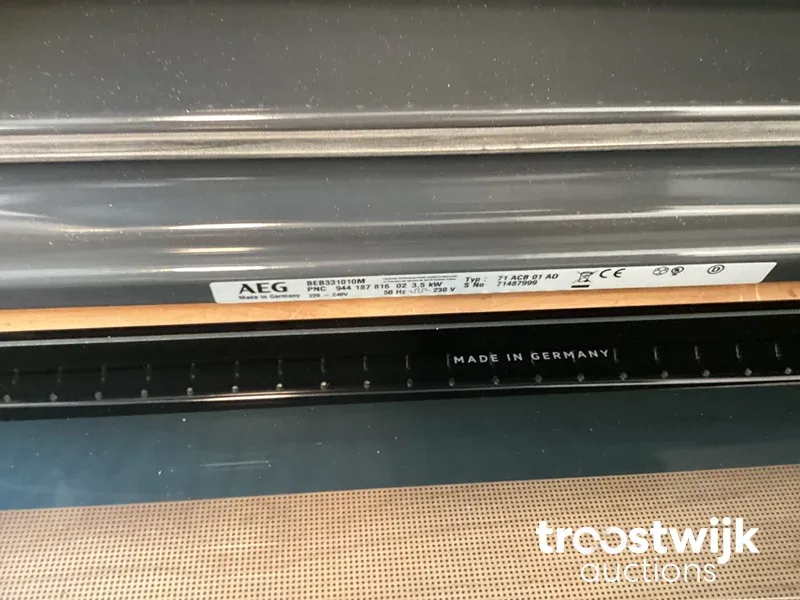 AEG
Made in Germany
BEB331010M
PNC 944 187 816 02 3,5 kW
220 - 240V 50 Hz 230 V
Typ : 71 ACB 01 AD
S No 71487999
CE
MADE IN GERMANY
troostwijk
auctions